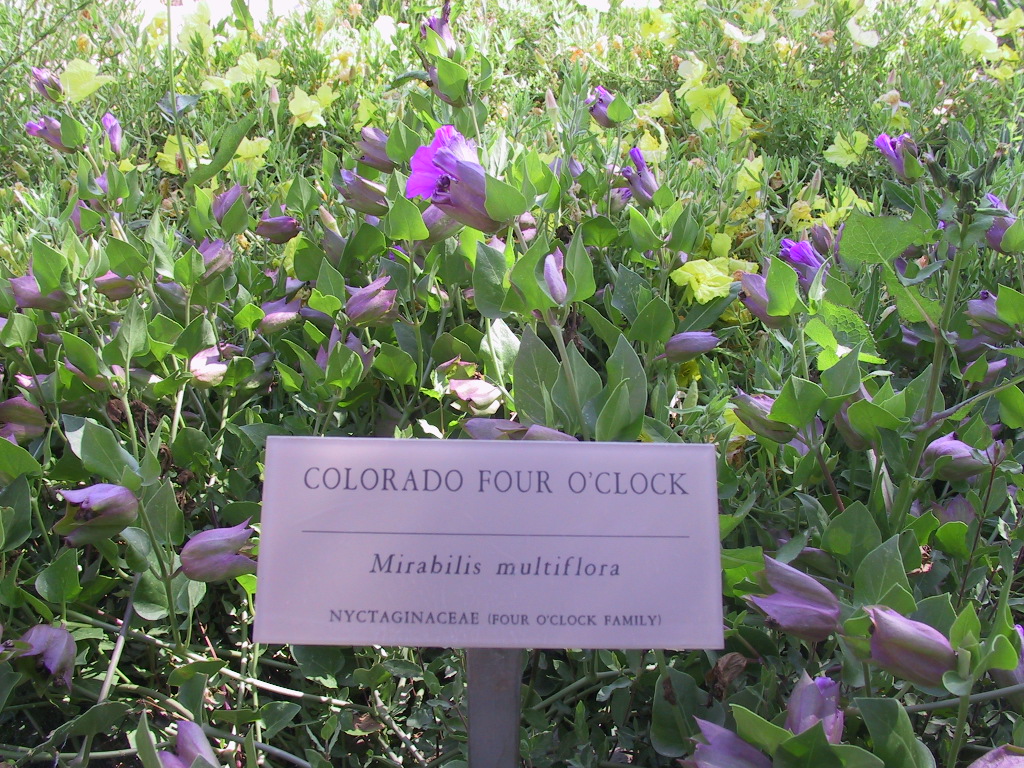 COLORADO FOUR O'CLOCK
Mirabilis multiflora
NYCTAGINACEAE (FOUR O'CLOCK FAMILY)